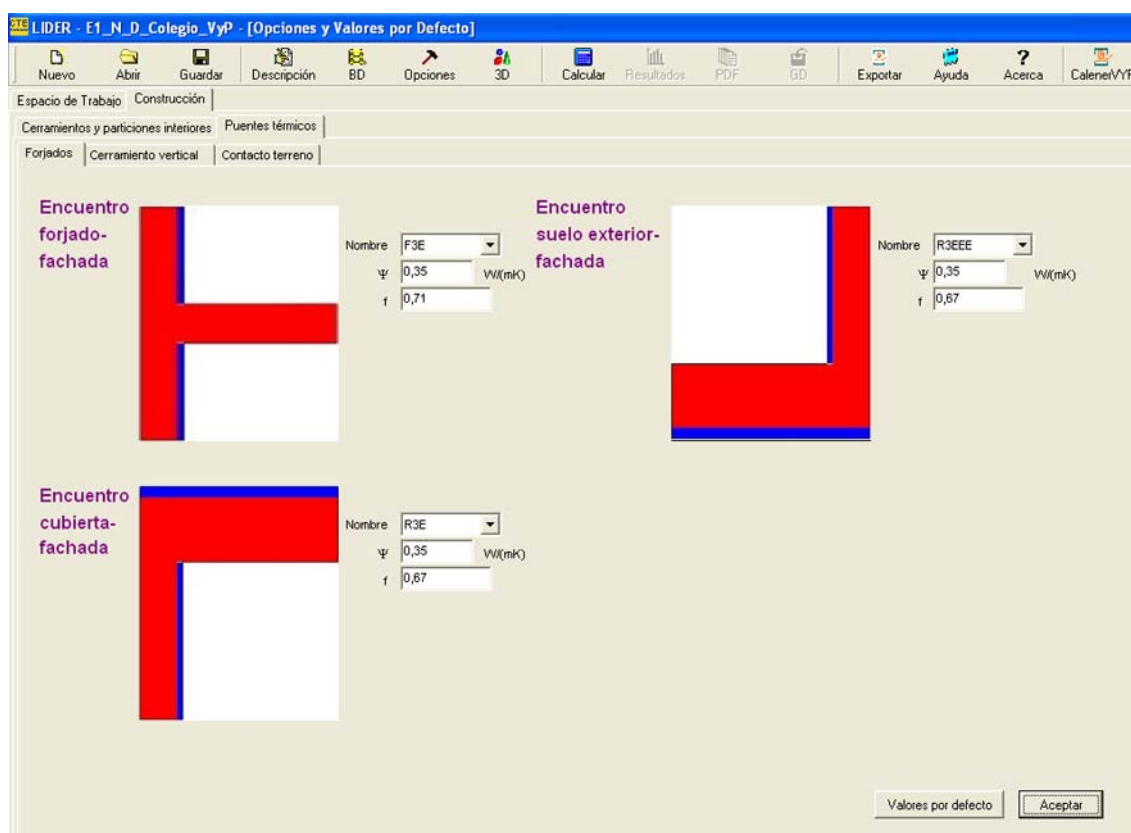 CTE LIDER - E1_N_D_Colegio_VyP - [Opciones y Valores por Defecto]
Nuevo Abrir Guardar Descripción BD Opciones 3D Calcular Resultados PDF GD Exportar Ayuda Acerca CalenerVYP
Espacio de Trabajo Construcción
Cerramientos y particiones interiores Puentes térmicos
Forjados Cerramiento vertical Contacto terreno
Encuentro
forjado-
fachada
Nombre F3E
Ψ 0,35 W/(mK)
f 0,71
Encuentro
suelo exterior-
fachada
Nombre R3EEE
Ψ 0,35 W/(mK)
f 0,67
Encuentro
cubierta-
fachada
Nombre R3E
Ψ 0,35 W/(mK)
f 0,67
Valores por defecto Aceptar